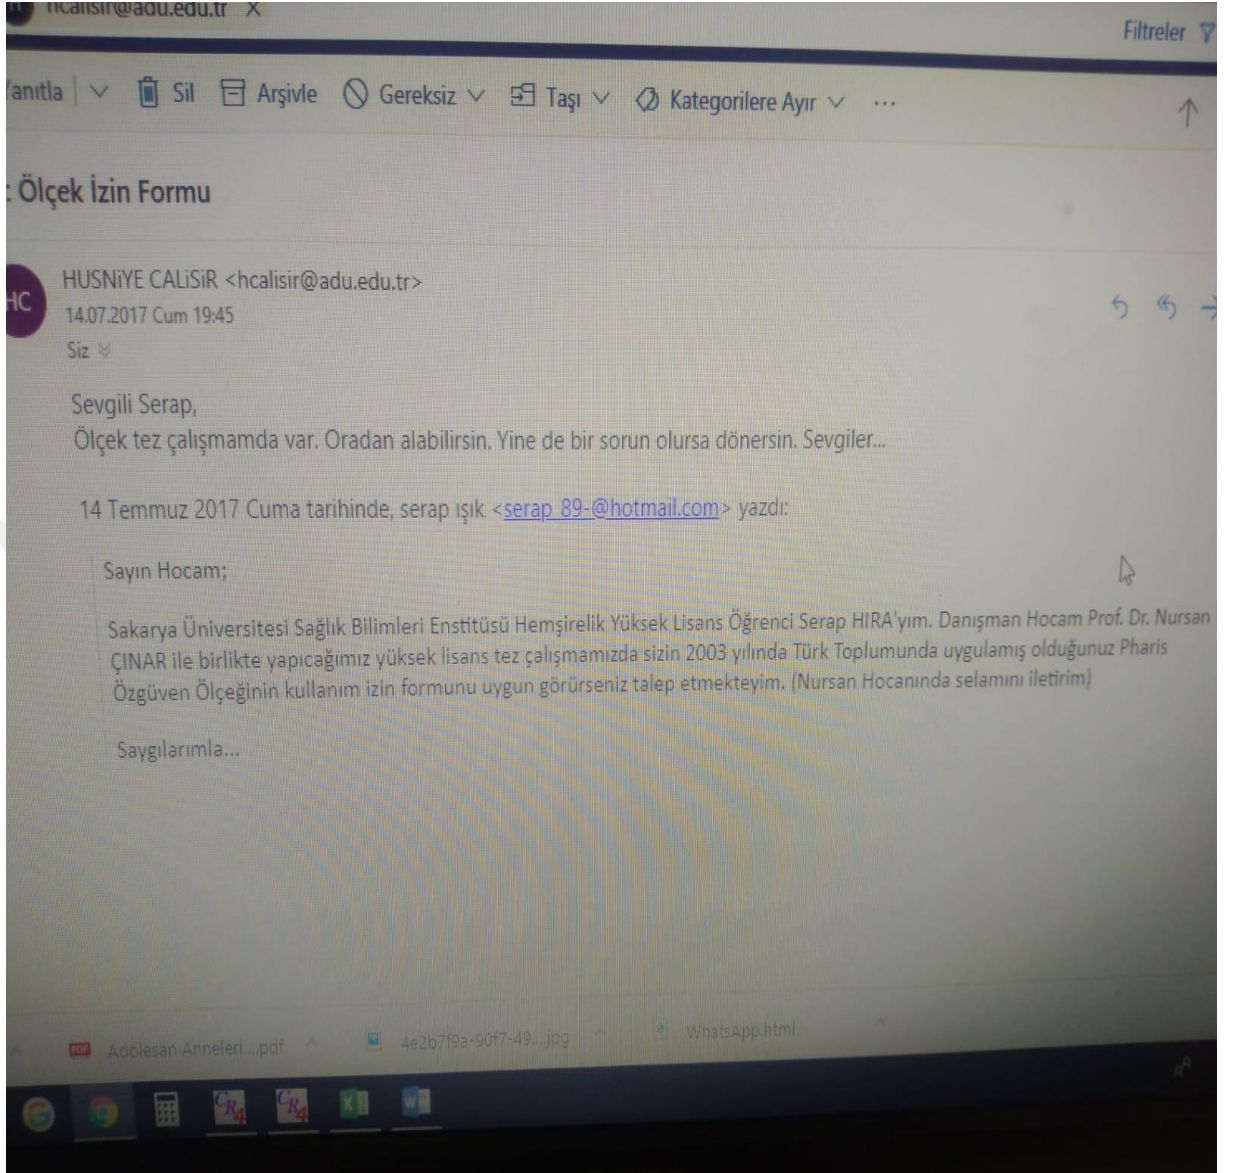 hcalisir@adu.edu.tr X
Filtreler
Yanıtla Sil Arşivle Gereksiz Taşı Kategorilere Ayır ...
: Ölçek İzin Formu
HC
HUSNiYE CALiSiR <hcalisir@adu.edu.tr>
14.07.2017 Cum 19:45
Siz
Sevgili Serap,
Ölçek tez çalışmamda var. Oradan alabilirsin. Yine de bir sorun olursa dönersin. Sevgiler...
14 Temmuz 2017 Cuma tarihinde, serap ışık <serap_89-@hotmail.com> yazdı:
Sayın Hocam;
Sakarya Üniversitesi Sağlık Bilimleri Enstitüsü Hemşirelik Yüksek Lisans Öğrenci Serap HIRA'yım. Danışman Hocam Prof. Dr. Nursan
ÇINAR ile birlikte yapıcağımız yüksek lisans tez çalışmamızda sizin 2003 yılında Türk Toplumunda uygulamış olduğunuz Pharis
Özgüven Ölçeğinin kullanım izin formunu uygun görürseniz talep etmekteyim. (Nursan Hocanında selamını iletirim)
Saygılarımla...
PDF Adolesan Anneleri....pdf 4e2b7f9a-90f7-49....jpg WhatsApp.html